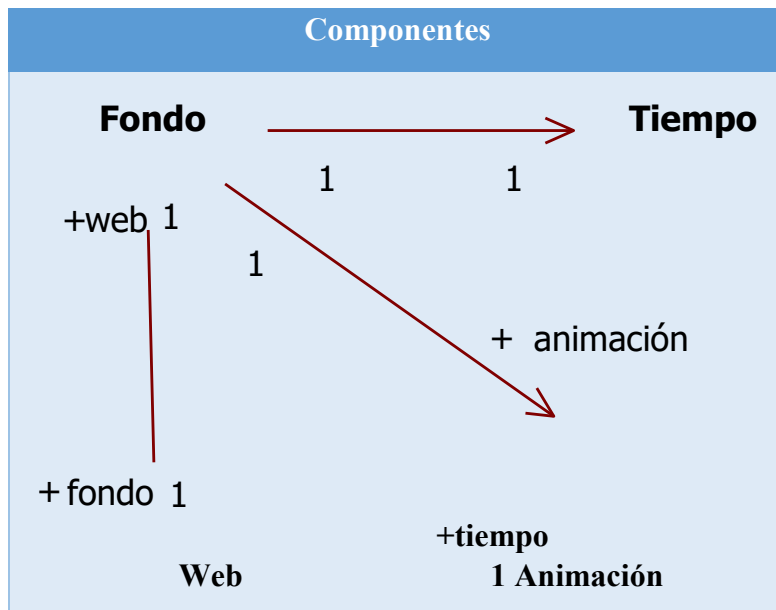 Componentes
Fondo Tiempo
1 1
+web 1
1
+ animación
+ fondo 1
+tiempo
Web 1 Animación